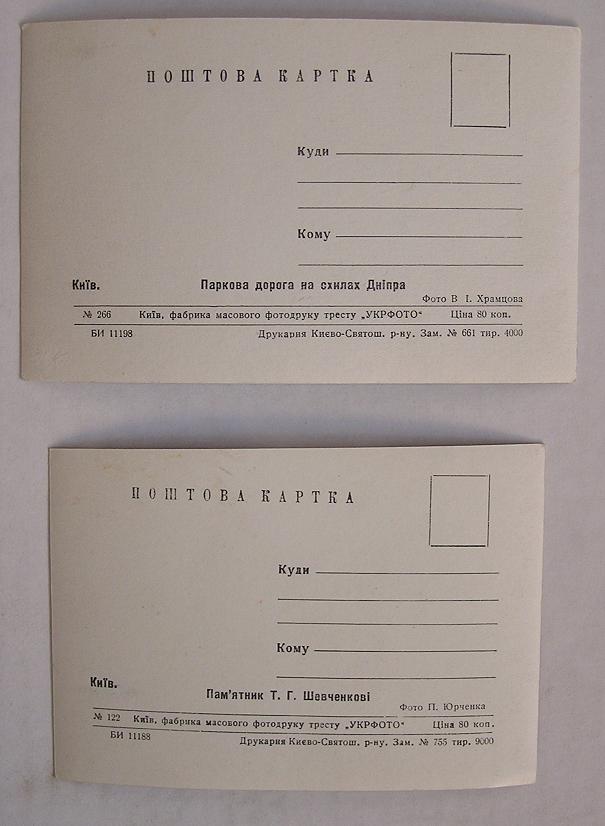 ПОШТОВА КАРТКА
Куди
Кому
Київ.
Паркова дорога на схилах Дніпра
Фото В І. Храмцова
№ 266 Київ, фабрика масового фотодруку тресту „УКРФОТО“ Ціна 80 коп.
БИ 11198 Друкарня Києво-Святош. р-ну. Зам. № 661 тир. 4000
ПОШТОВА КАРТКА
Куди
Кому
Київ.
Пам'ятник Т. Г. Шевченкові
Фото П. Юрченка
№ 122 Київ, фабрика масового фотодруку тресту „УКРФОТО“ Ціна 80 коп.
БИ 11188 Друкарня Києво-Святош. р-ну. Зам. № 755 тир. 9000